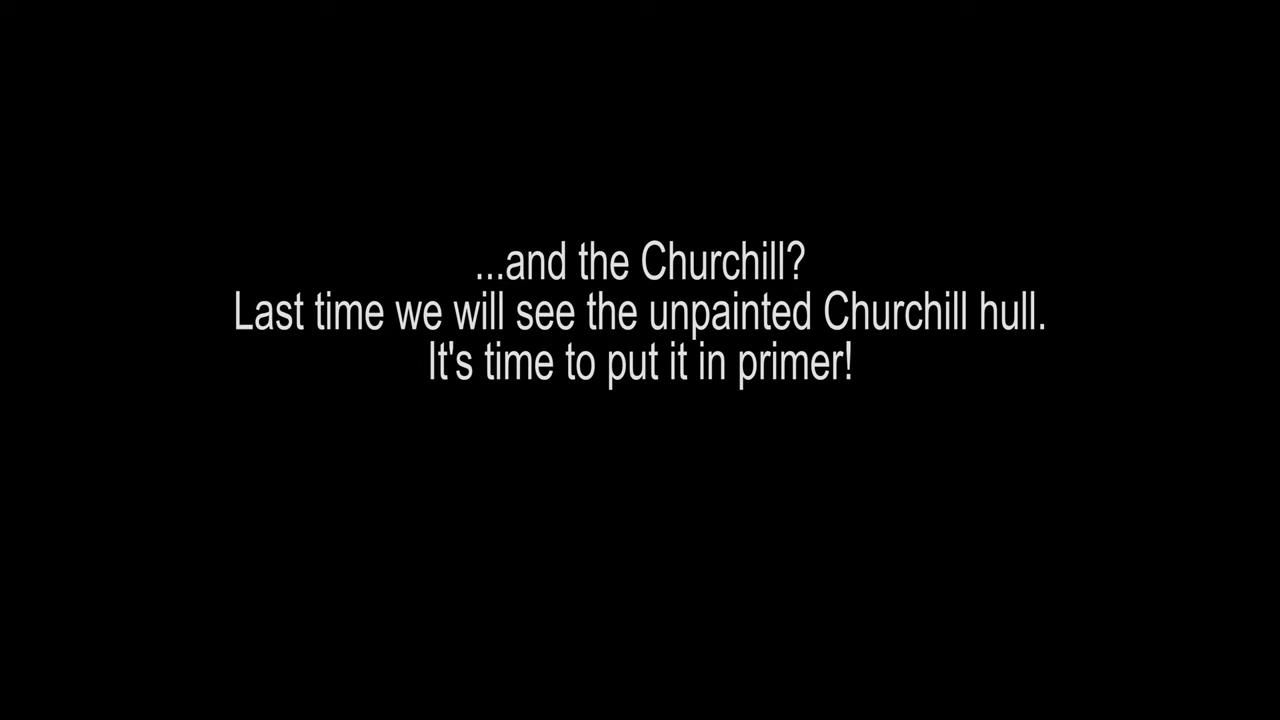 ...and the Churchill?
Last time we will see the unpainted Churchill hull.
It's time to put it in primer!